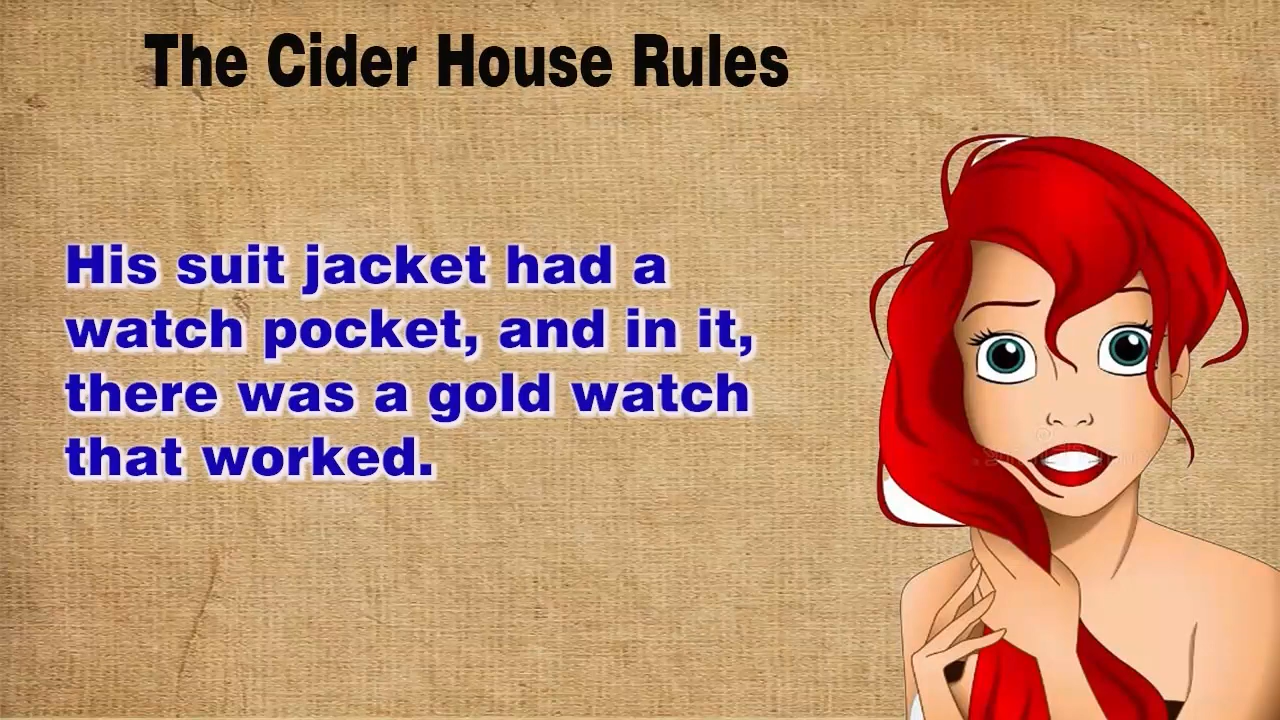 The Cider House Rules
His suit jacket had a
watch pocket, and in it,
there was a gold watch
that worked.